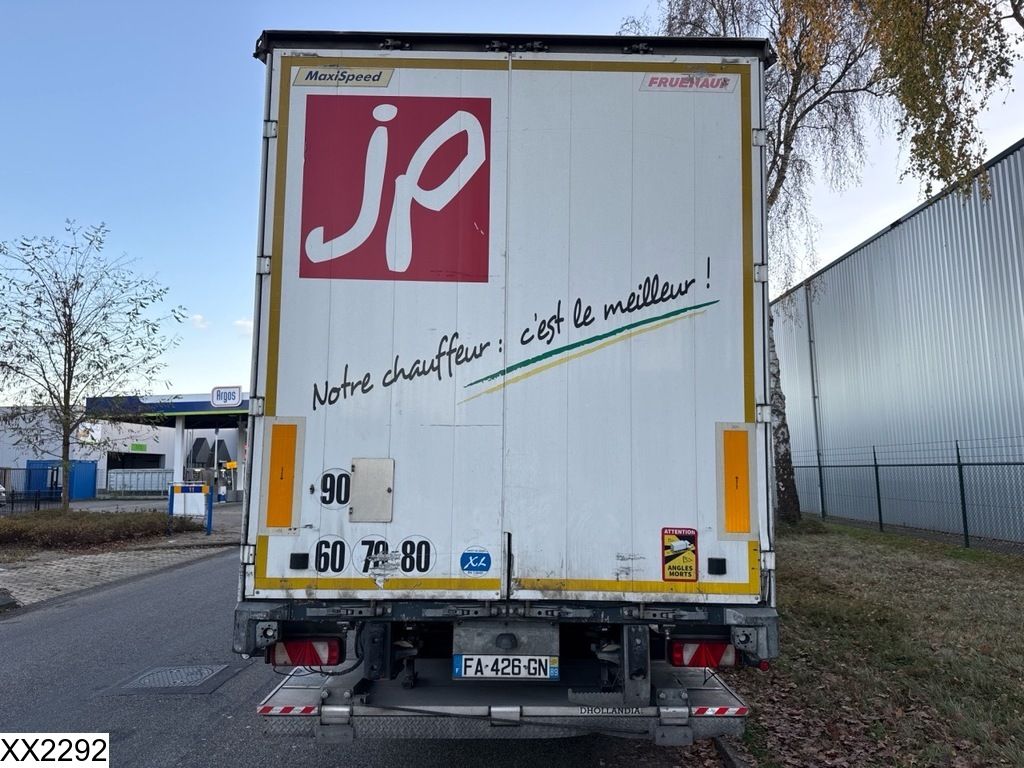 MaxiSpeed
FRUEHAUF
jp
Notre chauffeur : c'est le meilleur !
Argos
90
60 70 80
XL
ATTENTION
ANGLES
MORTS
F FA-426-GN
DHOLLANDIA
XX2292